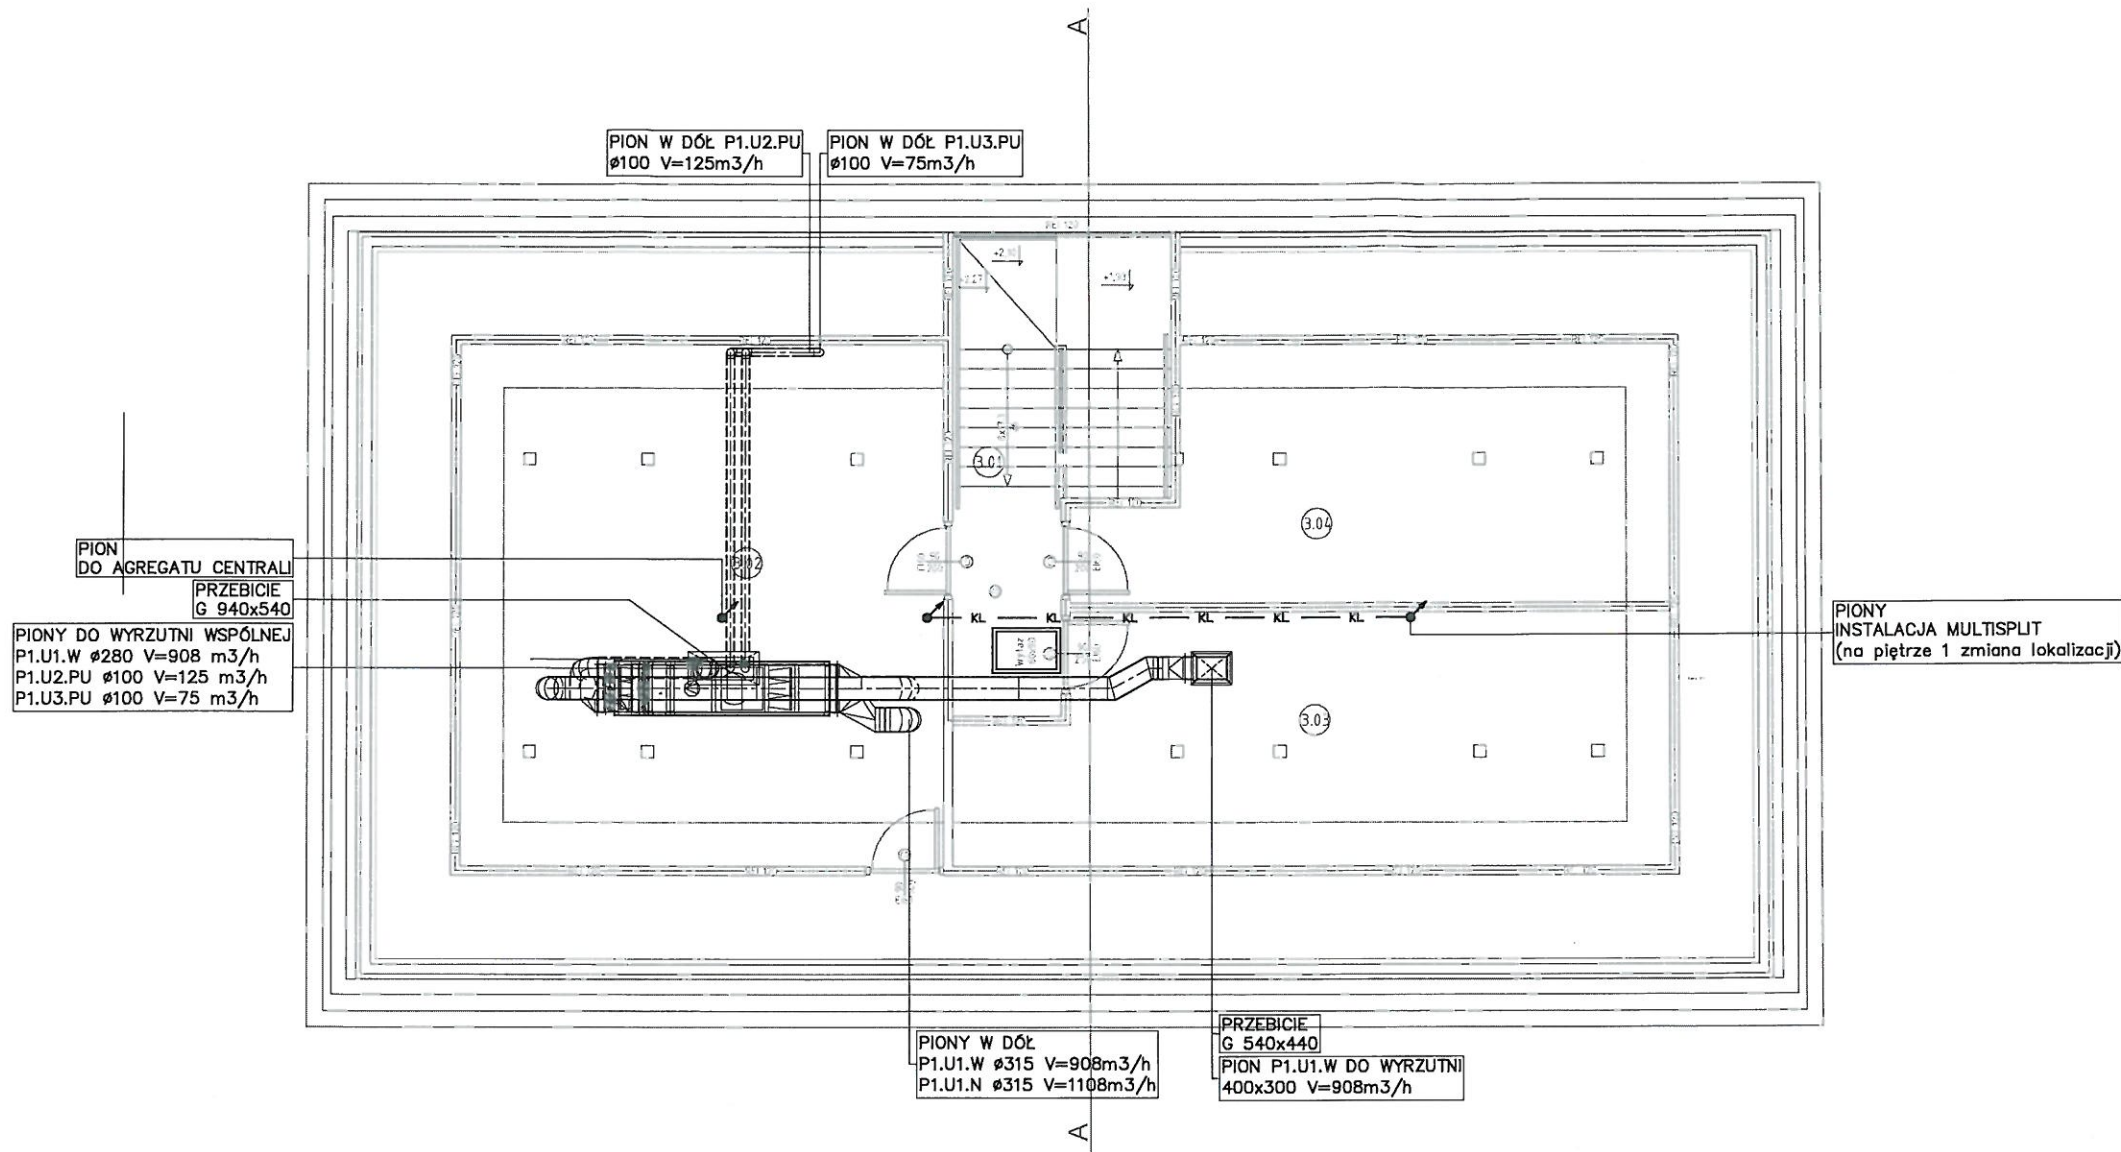 A
PION W DÓŁ P1.U2.PU
ø100 V=125m3/h
PION W DÓŁ P1.U3.PU
ø100 V=75m3/h
3.01
3.04
PION
DO AGREGATU CENTRALI
3.02
PRZEBICIE
G 940x540
PIONY DO WYRZUTNI WSPÓLNEJ
P1.U1.W ø280 V=908 m3/h
P1.U2.PU ø100 V=125 m3/h
P1.U3.PU ø100 V=75 m3/h
KL KL KL KL KL KL
PIONY
INSTALACJA MULTISPLIT
(na piętrze 1 zmiana lokalizacji)
3.03
PIONY W DÓŁ
P1.U1.W ø315 V=908m3/h
P1.U1.N ø315 V=1108m3/h
PRZEBICIE
G 540x440
PION P1.U1.W DO WYRZUTNI
400x300 V=908m3/h
A